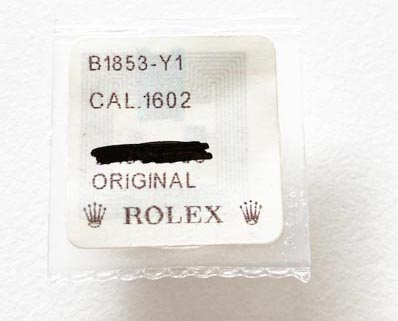 B1853-Y1
CAL.1602
ORIGINAL
ROLEX